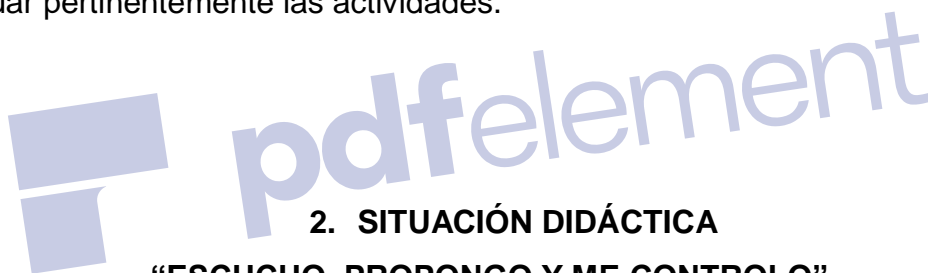 uar pertinentemente las actividades.
pdfelement
2. SITUACIÓN DIDÁCTICA
“ESCUCHO, PROPONGO Y ME CONTROLO”